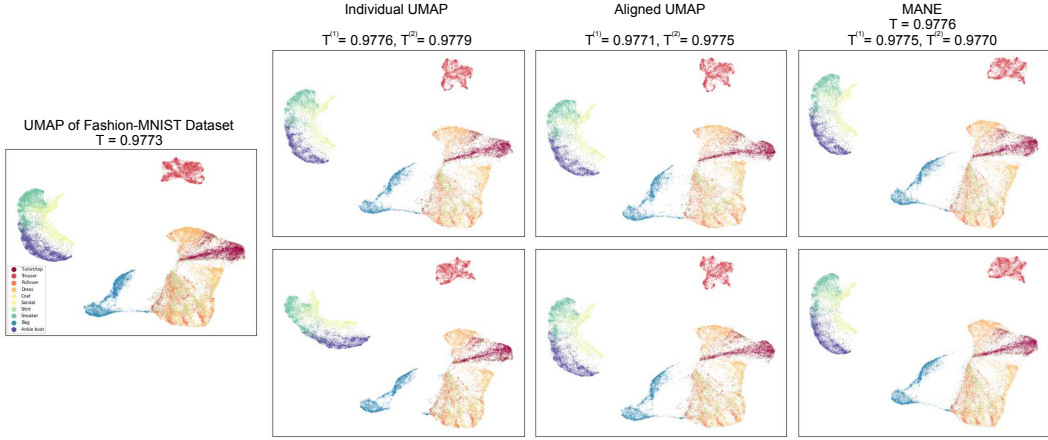 Individual UMAP
T⁽¹⁾= 0.9776, T⁽²⁾= 0.9779
Aligned UMAP
T⁽¹⁾= 0.9771, T⁽²⁾= 0.9775
MANE
T = 0.9776
T⁽¹⁾= 0.9775, T⁽²⁾= 0.9770
UMAP of Fashion-MNIST Dataset
T = 0.9773
T-shirt/top
Trouser
Pullover
Dress
Coat
Sandal
Shirt
Sneaker
Bag
Ankle boot